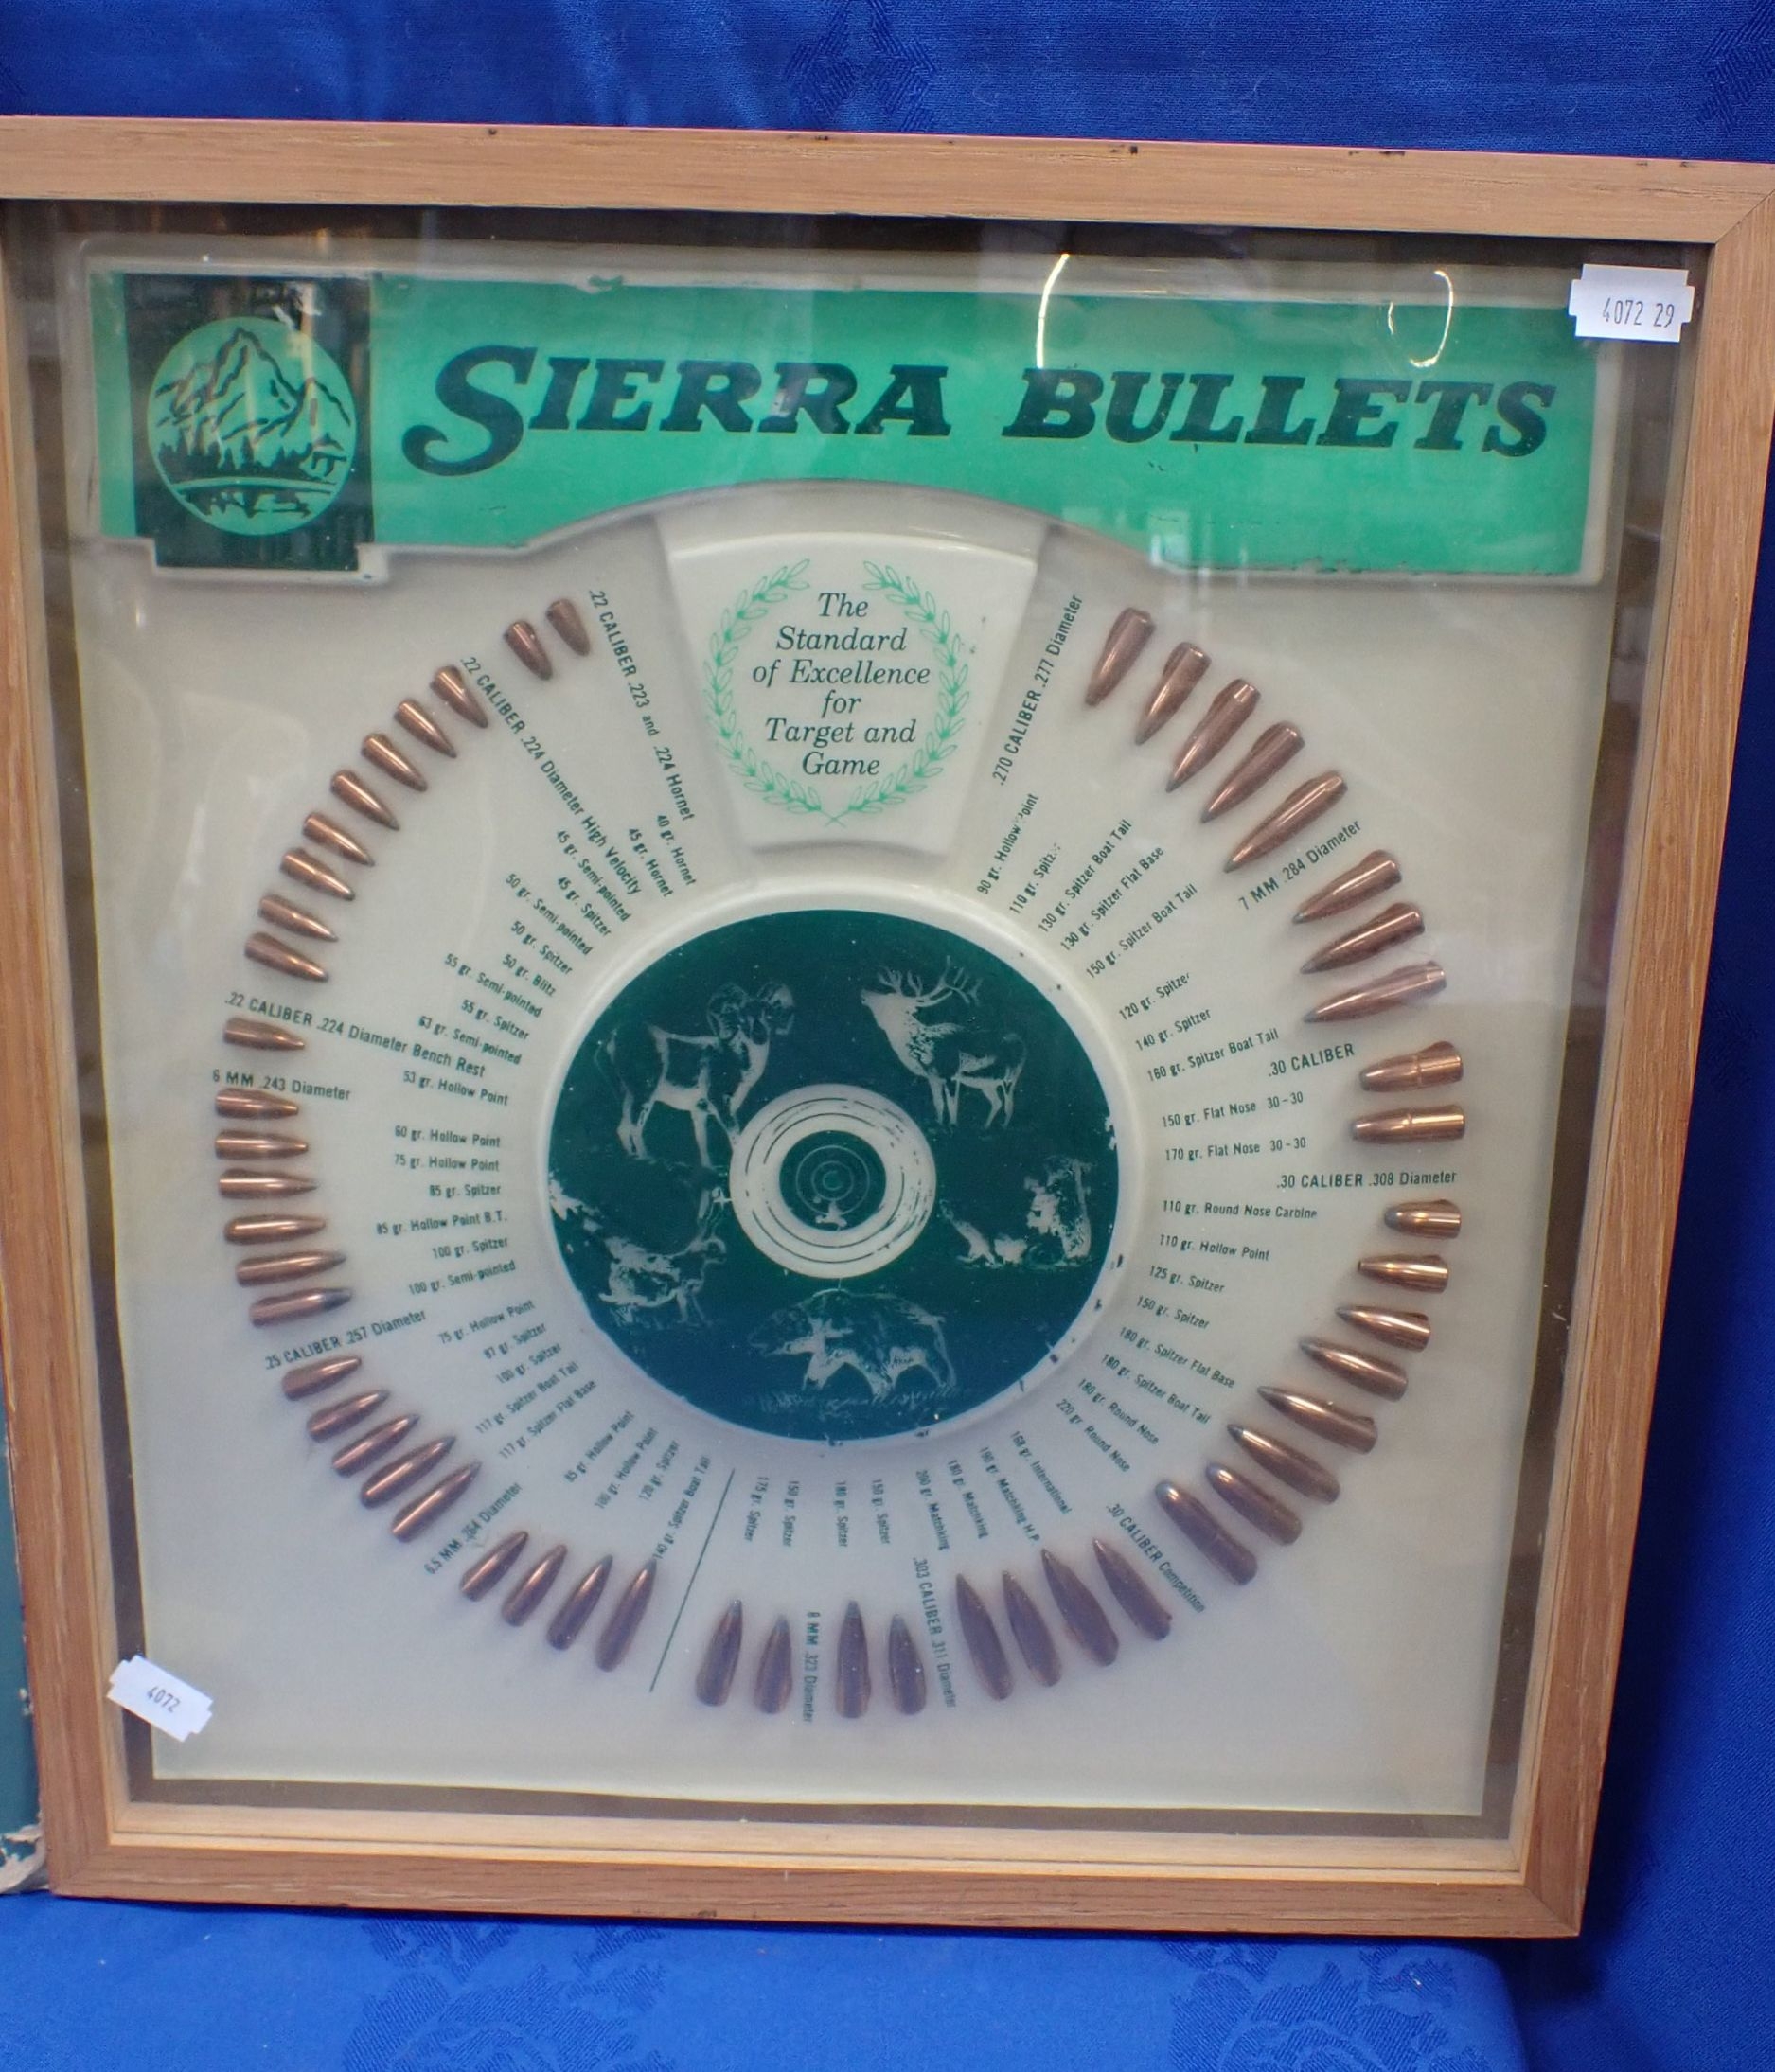 4072 29
SIERRA BULLETS
The
Standard
of Excellence
for
Target and
Game
.270 CALIBER .277 Diameter
90 gr. Hollow Point
110 gr. Spitzer
130 gr. Spitzer Boat Tail
130 gr. Spitzer Flat Base
150 gr. Spitzer Boat Tail
7 MM .284 Diameter
120 gr. Spitzer
140 gr. Spitzer
160 gr. Spitzer Boat Tail
.30 CALIBER
150 gr. Flat Nose 30-30
170 gr. Flat Nose 30-30
.30 CALIBER .308 Diameter
110 gr. Round Nose Carbine
110 gr. Hollow Point
125 gr. Spitzer
150 gr. Spitzer
180 gr. Spitzer Flat Base
180 gr. Spitzer Boat Tail
180 gr. Round Nose
220 gr. Round Nose
.30 CALIBER Competition
168 gr. International
190 gr. Matchking H.P.
180 gr. Matchking
200 gr. Matchking
.303 CALIBER .311 Diameter
150 gr. Spitzer
180 gr. Spitzer
8 MM .323 Diameter
150 gr. Spitzer
175 gr. Spitzer
140 gr. Spitzer Boat Tail
120 gr. Spitzer
100 gr. Hollow Point
85 gr. Hollow Point
6.5 MM .264 Diameter
117 gr. Spitzer Flat Base
117 gr. Spitzer Boat Tail
100 gr. Spitzer
87 gr. Spitzer
75 gr. Hollow Point
.25 CALIBER .257 Diameter
100 gr. Semi-pointed
100 gr. Spitzer
85 gr. Hollow Point B.T.
85 gr. Spitzer
75 gr. Hollow Point
60 gr. Hollow Point
6 MM .243 Diameter
53 gr. Hollow Point
.22 CALIBER .224 Diameter Bench Rest
63 gr. Semi-pointed
55 gr. Spitzer
55 gr. Semi-pointed
50 gr. Blitz
50 gr. Spitzer
50 gr. Semi-pointed
45 gr. Spitzer
45 gr. Semi-pointed
.22 CALIBER .224 Diameter High Velocity
45 gr. Hornet
40 gr. Hornet
.22 CALIBER .223 and .224 Hornet
4072